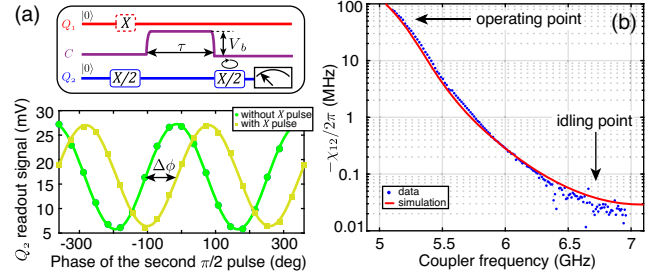 (a)
Q₁ |0⟩ X
C τ V_b
Q₂ |0⟩ X/2 X/2
Q₂ readout signal (mV)
35
30
25
20
15
10
5
without X pulse
with X pulse
Δϕ
-360 -200 -100 0 100 200 300
Phase of the second π/2 pulse (deg)
(b)
−χ₁₂/2π (MHz)
100
10
1
0.1
0.01
operating point
idling point
data
simulation
5 5.5 6 6.5 7
Coupler frequency (GHz)